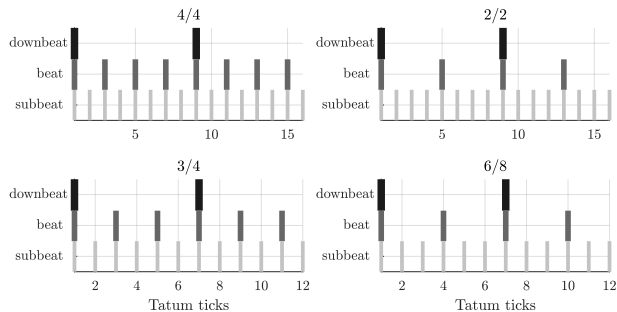 4/4
downbeat
beat
subbeat
5 10 15
2/2
downbeat
beat
subbeat
5 10 15
3/4
downbeat
beat
subbeat
2 4 6 8 10 12
Tatum ticks
6/8
downbeat
beat
subbeat
2 4 6 8 10 12
Tatum ticks